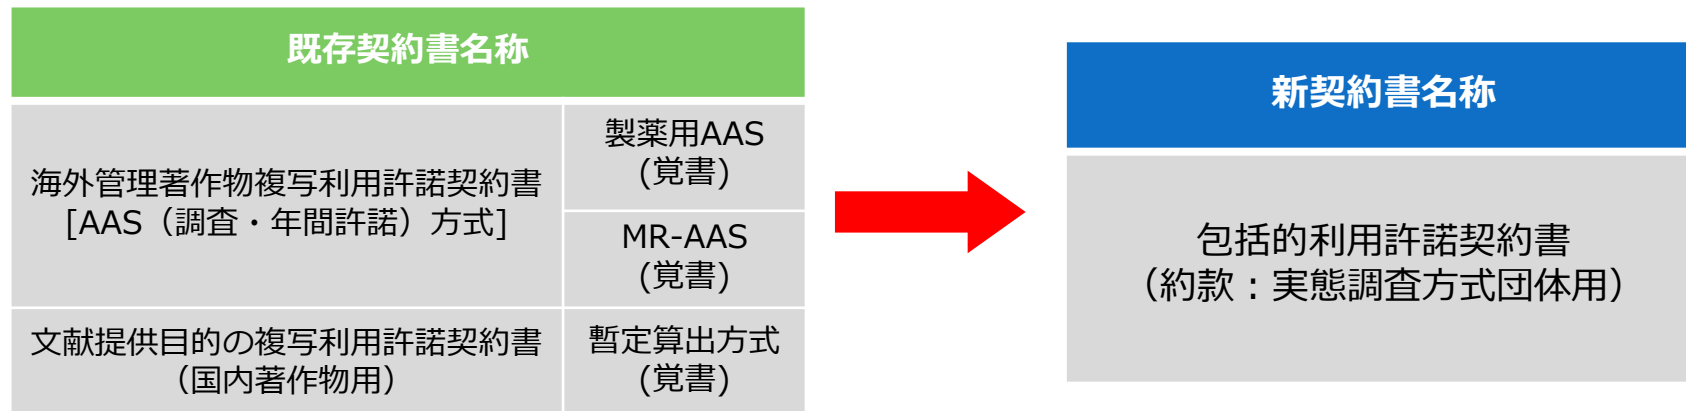 既存契約書名称
海外管理著作物複写利用許諾契約書
[AAS（調査・年間許諾）方式]
製薬用AAS
(覚書)
MR-AAS
(覚書)
文献提供目的の複写利用許諾契約書
（国内著作物用）
暫定算出方式
(覚書)
新契約書名称
包括的利用許諾契約書
（約款：実態調査方式団体用）